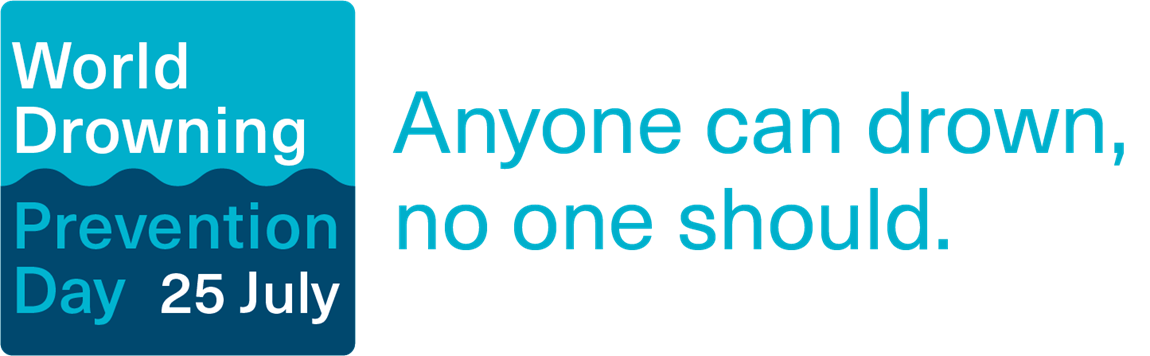 World
Drowning
Prevention
Day 25 July
Anyone can drown,
no one should.